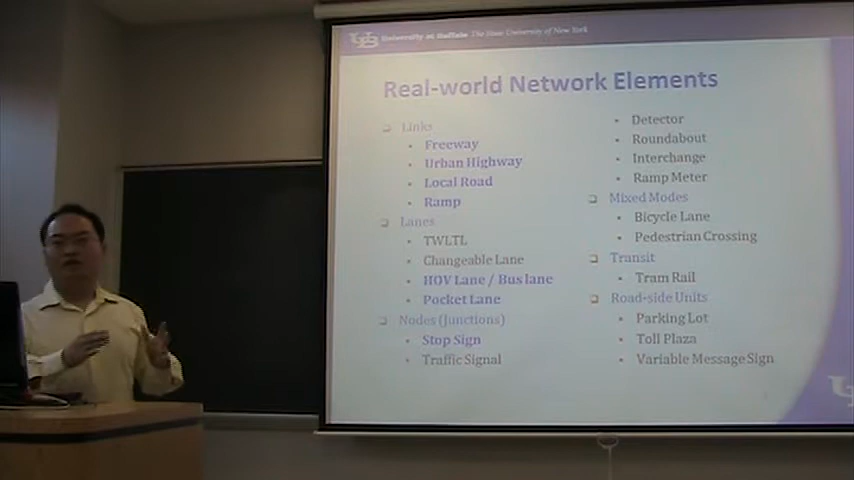 UB University at Buffalo The State University of New York
Real-world Network Elements
Links
Freeway
Urban Highway
Local Road
Ramp
Lanes
TWLTL
Changeable Lane
HOV Lane / Bus lane
Pocket Lane
Nodes (Junctions)
Stop Sign
Traffic Signal
Detector
Roundabout
Interchange
Ramp Meter
Mixed Modes
Bicycle Lane
Pedestrian Crossing
Transit
Tram Rail
Road-side Units
Parking Lot
Toll Plaza
Variable Message Sign